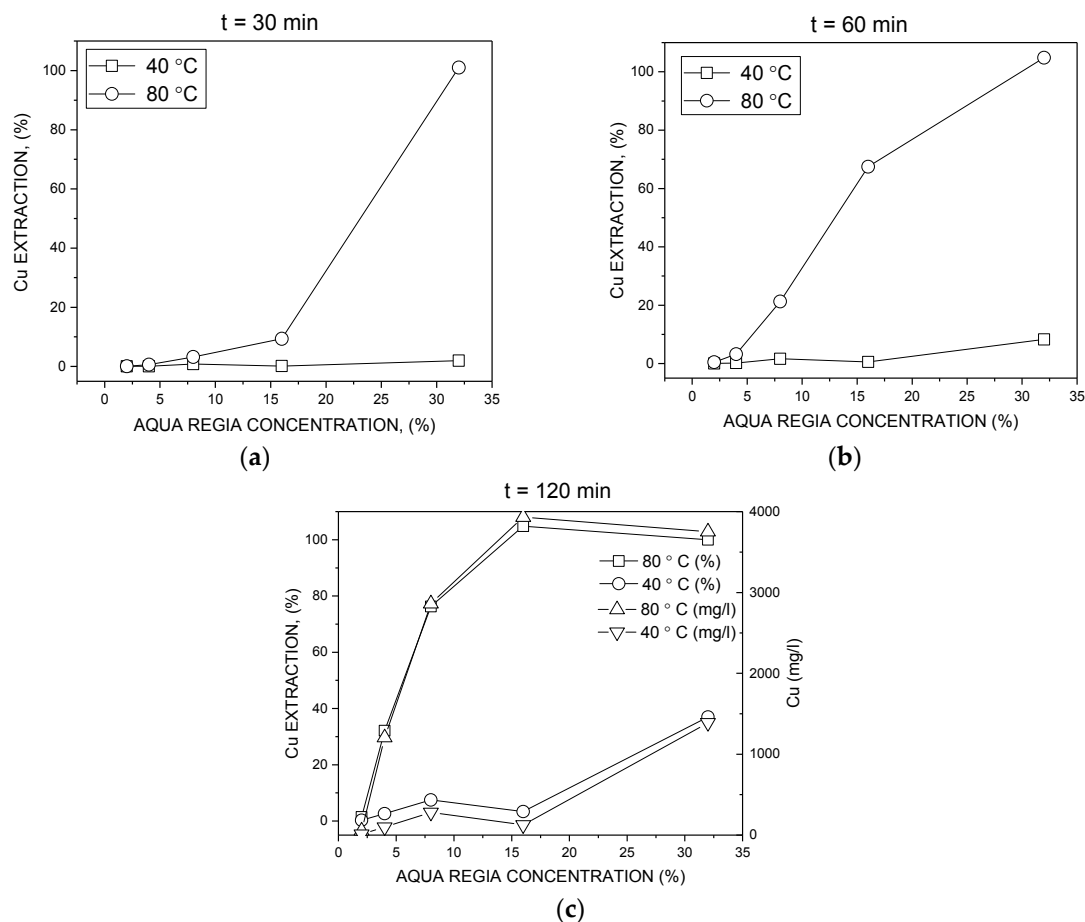 t = 30 min
40 °C
80 °C
Cu EXTRACTION, (%)
100
80
60
40
20
0
0 5 10 15 20 25 30 35
AQUA REGIA CONCENTRATION, (%)
(a)
t = 60 min
40 °C
80 °C
Cu EXTRACTION, (%)
100
80
60
40
20
0
0 5 10 15 20 25 30 35
AQUA REGIA CONCENTRATION (%)
(b)
t = 120 min
Cu EXTRACTION, (%)
100
80
60
40
20
0
80 ° C (%)
40 ° C (%)
80 ° C (mg/l)
40 ° C (mg/l)
4000
3000
2000
1000
0
Cu (mg/l)
0 5 10 15 20 25 30 35
AQUA REGIA CONCENTRATION (%)
(c)